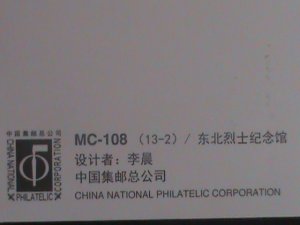 中国集邮总公司
CHINA NATIONAL
PHILATELIC
CORPORATION
MC-108 (13-2) / 东北烈士纪念馆
设计者：李晨
中国集邮总公司
CHINA NATIONAL PHILATELIC CORPORATION